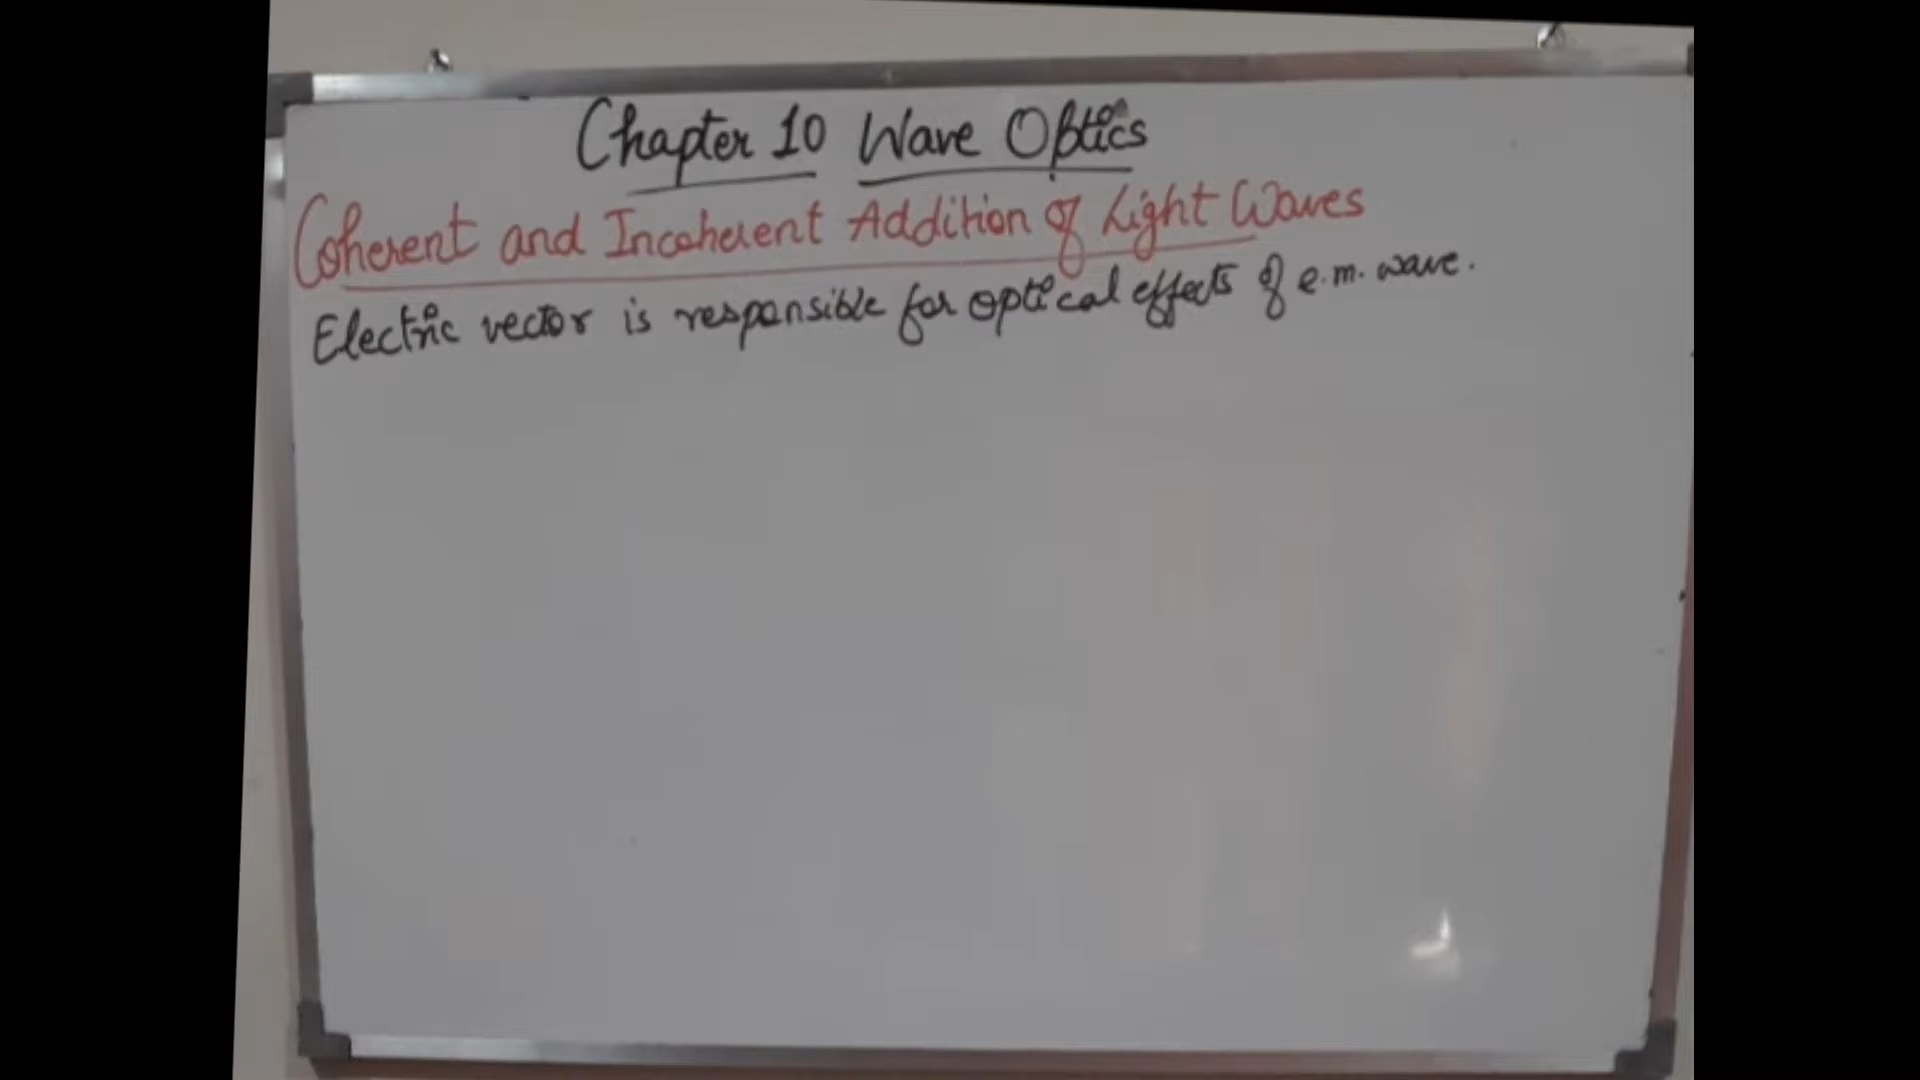 Chapter 10 Wave Optics
Coherent and Incoherent Addition of Light Waves
Electric vector is responsible for optical effects of e.m. wave.